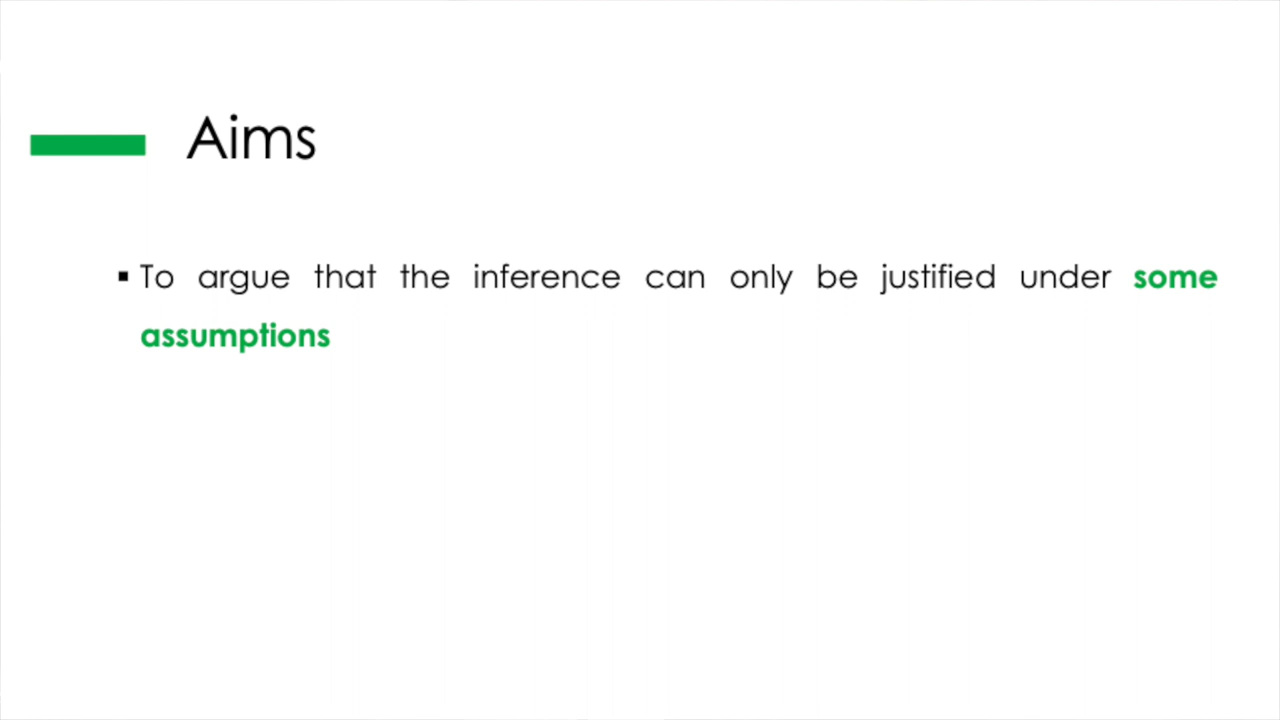 Aims
▪ To argue that the inference can only be justified under some
assumptions